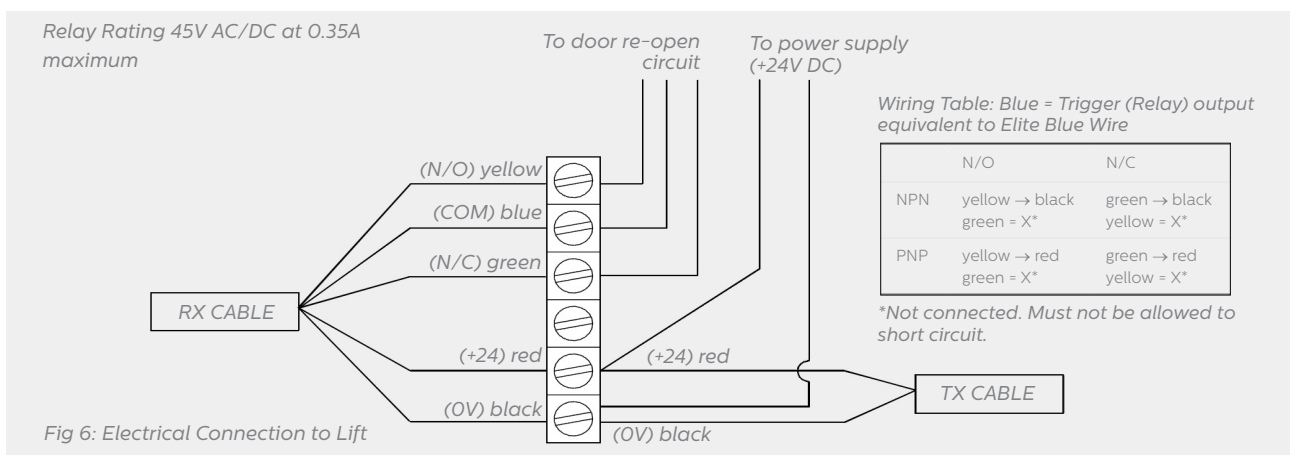 Relay Rating 45V AC/DC at 0.35A
maximum
To door re-open
circuit
To power supply
(+24V DC)
Wiring Table: Blue = Trigger (Relay) output
equivalent to Elite Blue Wire
N/O N/C
NPN yellow → black green → black
green = X* yellow = X*
PNP yellow → red green → red
green = X* yellow = X*
*Not connected. Must not be allowed to
short circuit.
(N/O) yellow
(COM) blue
(N/C) green
RX CABLE
(+24) red
(+24) red
TX CABLE
(0V) black
(0V) black
Fig 6: Electrical Connection to Lift